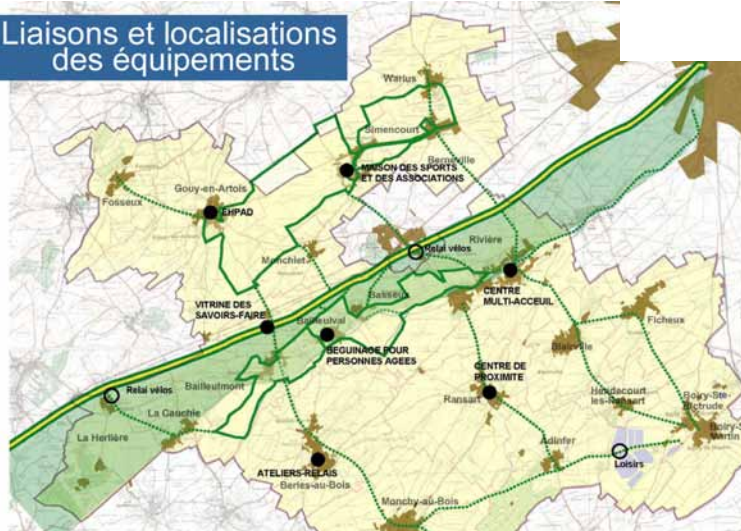 Liaisons et localisations
des équipements
Warlus
Simencourt
Berneville
MAISON DES SPORTS
ET DES ASSOCIATIONS
Fosseux
Gouy-en-Artois
EHPAD
Monchiet
Relai vélos
Rivière
CENTRE
MULTI-ACCEUIL
VITRINE DES
SAVOIRS-FAIRE
Basseux
Bailleulval
BEGUINAGE POUR
PERSONNES AGEES
Ficheux
Blairville
CENTRE DE
PROXIMITE
Ransart
Bailleulmont
Relai vélos
La Cauchie
La Herlière
Hendecourt
les-Ransart
Boiry-Ste-
Rictrude
Boiry-S
Martin
Adinfer
Loisirs
ATELIERS-RELAIS
Berles-au-Bois
Monchy-au-Bois